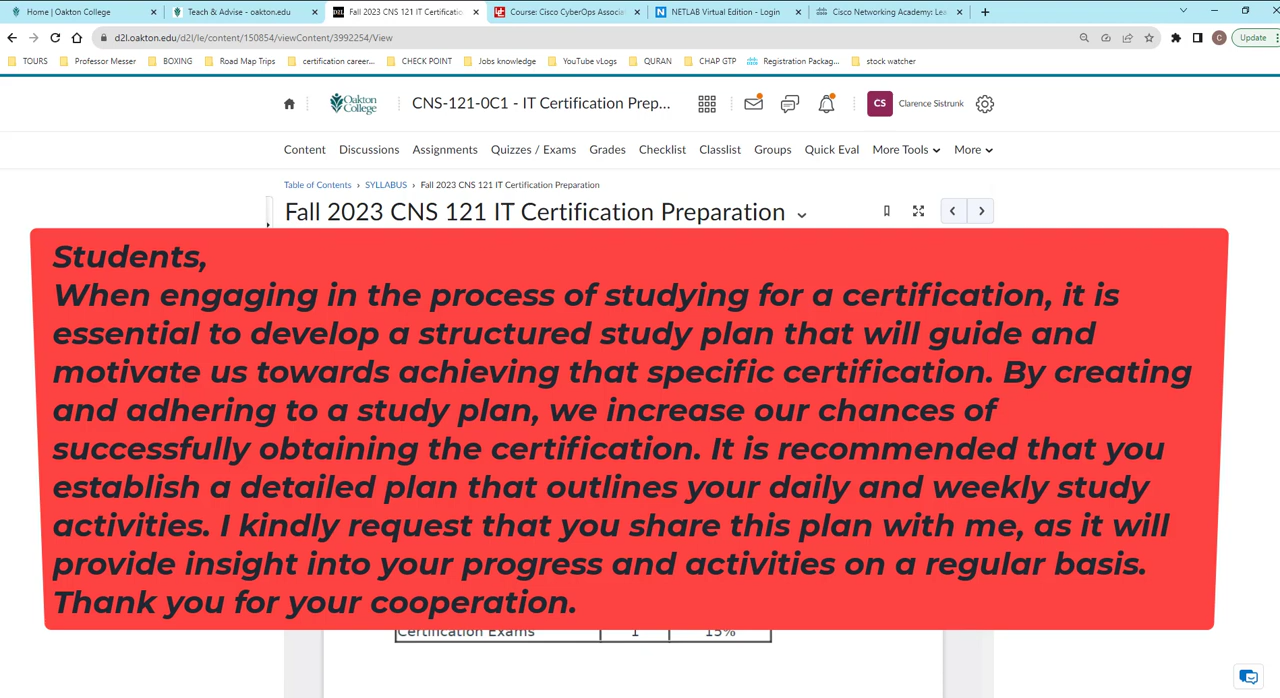 Home | Oakton College
Teach & Advise - oakton.edu
Fall 2023 CNS 121 IT Certificatio
Course: Cisco CyberOps Associa
NETLAB Virtual Edition - Login
Cisco Networking Academy: Lea
d2l.oakton.edu/d2l/le/content/150854/viewContent/3992254/View
C
Update
TOURS
Professor Messer
BOXING
Road Map Trips
certification career...
CHECK POINT
Jobs knowledge
YouTube vLogs
QURAN
CHAP GTP
Registration Packag...
stock watcher
Oakton College
CNS-121-0C1 - IT Certification Prep...
CS
Clarence Sistrunk
Content Discussions Assignments Quizzes / Exams Grades Checklist Classlist Groups Quick Eval More Tools More
Table of Contents › SYLLABUS › Fall 2023 CNS 121 IT Certification Preparation
Fall 2023 CNS 121 IT Certification Preparation
Students,
When engaging in the process of studying for a certification, it is
essential to develop a structured study plan that will guide and
motivate us towards achieving that specific certification. By creating
and adhering to a study plan, we increase our chances of
successfully obtaining the certification. It is recommended that you
establish a detailed plan that outlines your daily and weekly study
activities. I kindly request that you share this plan with me, as it will
provide insight into your progress and activities on a regular basis.
Thank you for your cooperation.
Certification Exams 1 15%